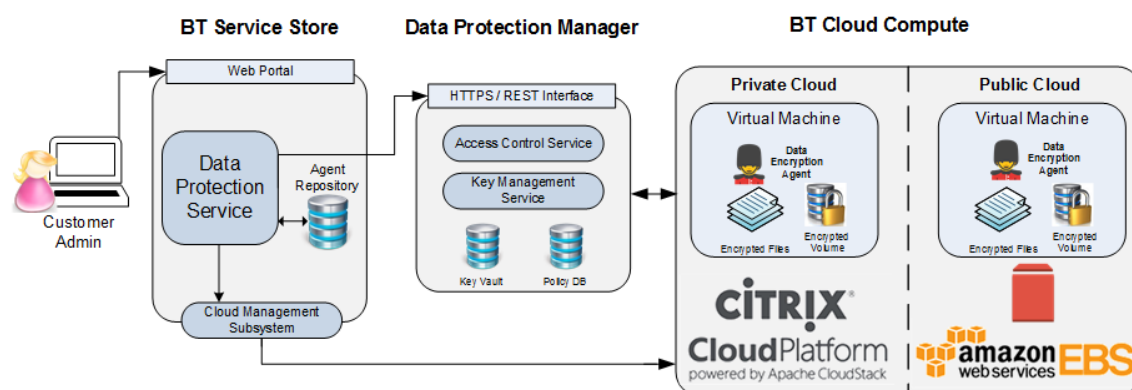 BT Service Store
Data Protection Manager
BT Cloud Compute
Web Portal
Data
Protection
Service
Agent
Repository
Customer
Admin
Cloud Management
Subsystem
HTTPS / REST Interface
Access Control Service
Key Management
Service
Key Vault
Policy DB
Private Cloud
Virtual Machine
Data
Encryption
Agent
Encrypted Files
Encrypted
Volume
CİTRIX®
CloudPlatform
powered by Apache CloudStack
Public Cloud
Virtual Machine
Data
Encryption
Agent
Encrypted Files
Encrypted
Volume
amazon
web services
EBS